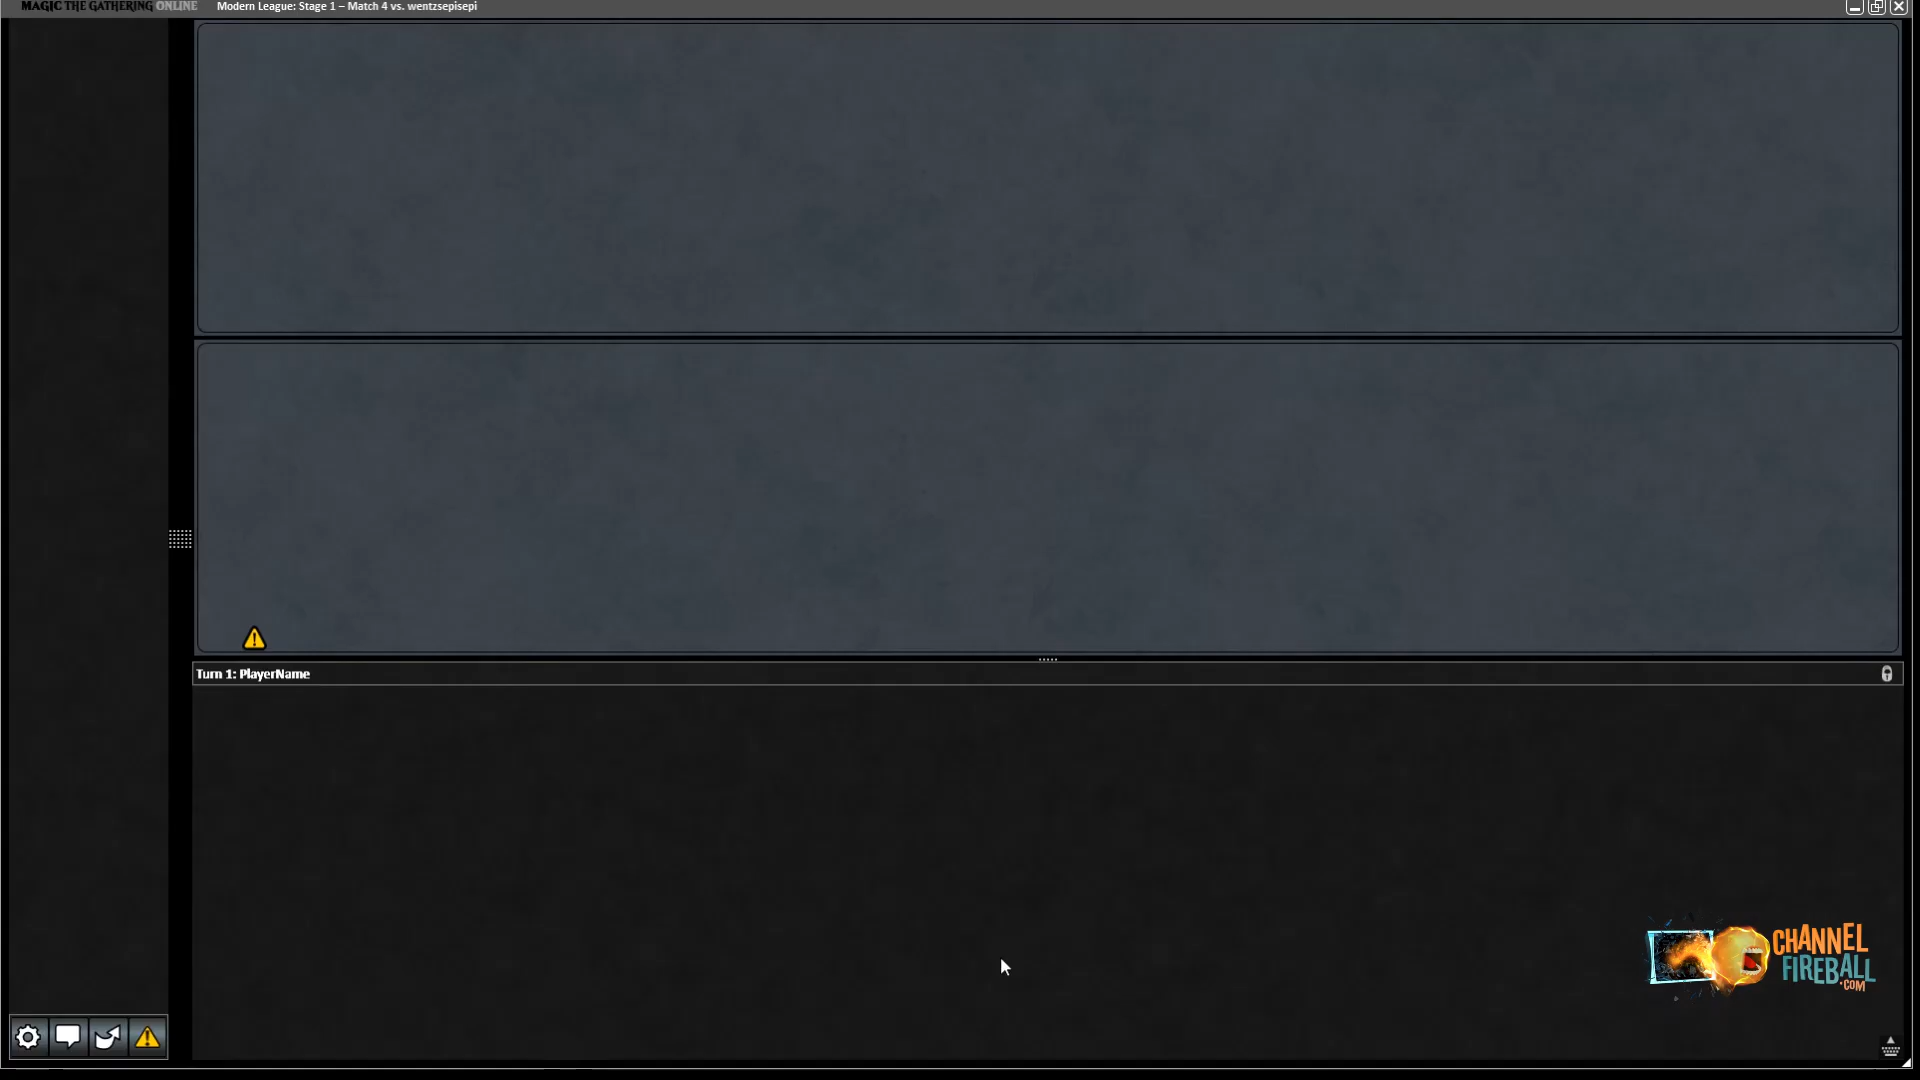 MAGIC THE GATHERING ONLINE
Modern League: Stage 1 – Match 4 vs. wentzsepisepi
Turn 1: PlayerName
CHANNEL
FIREBALL
.COM